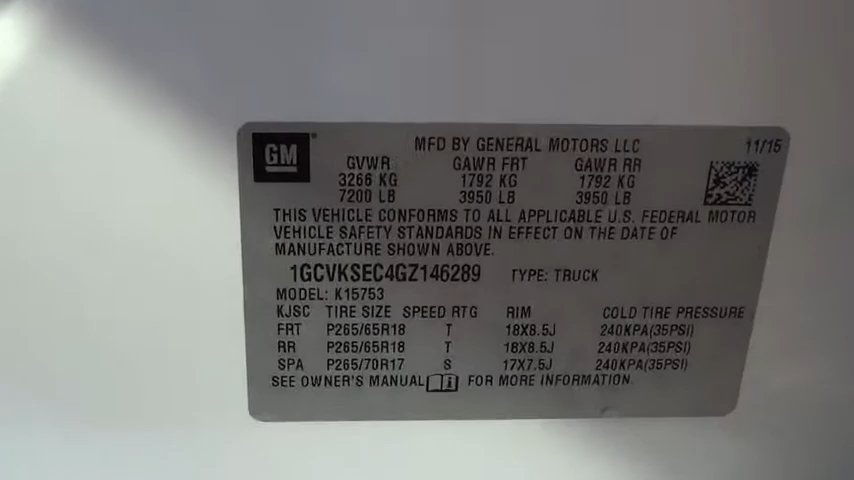 GM
MFD BY GENERAL MOTORS LLC 11/15
GVWR GAWR FRT GAWR RR
3266 KG 1792 KG 1792 KG
7200 LB 3950 LB 3950 LB
THIS VEHICLE CONFORMS TO ALL APPLICABLE U.S. FEDERAL MOTOR
VEHICLE SAFETY STANDARDS IN EFFECT ON THE DATE OF
MANUFACTURE SHOWN ABOVE.
1GCVKSEC4GZ146289 TYPE: TRUCK
MODEL: K15753
KJSC TIRE SIZE SPEED RTG RIM COLD TIRE PRESSURE
FRT P265/65R18 T 18X8.5J 240KPA(35PSI)
RR P265/65R18 T 18X8.5J 240KPA(35PSI)
SPA P265/70R17 S 17X7.5J 240KPA(35PSI)
SEE OWNER'S MANUAL FOR MORE INFORMATION.